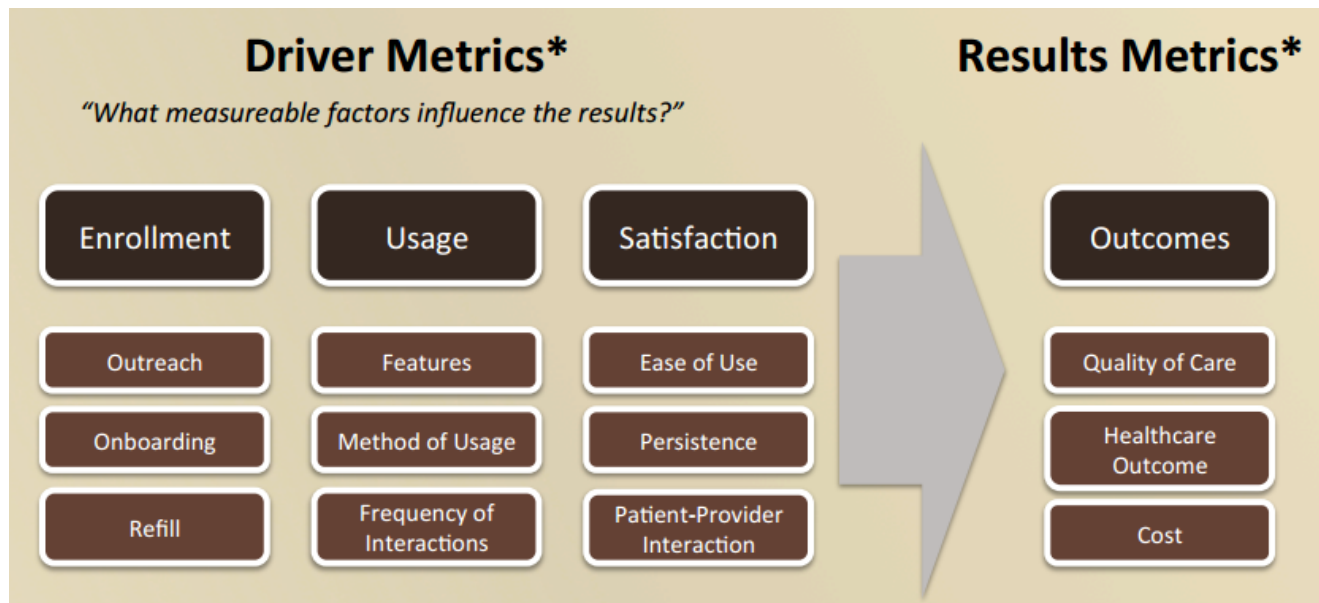 Driver Metrics*
Results Metrics*
“What measureable factors influence the results?”
Enrollment
Usage
Satisfaction
Outcomes
Outreach
Features
Ease of Use
Quality of Care
Onboarding
Method of Usage
Persistence
Healthcare
Outcome
Refill
Frequency of
Interactions
Patient-Provider
Interaction
Cost